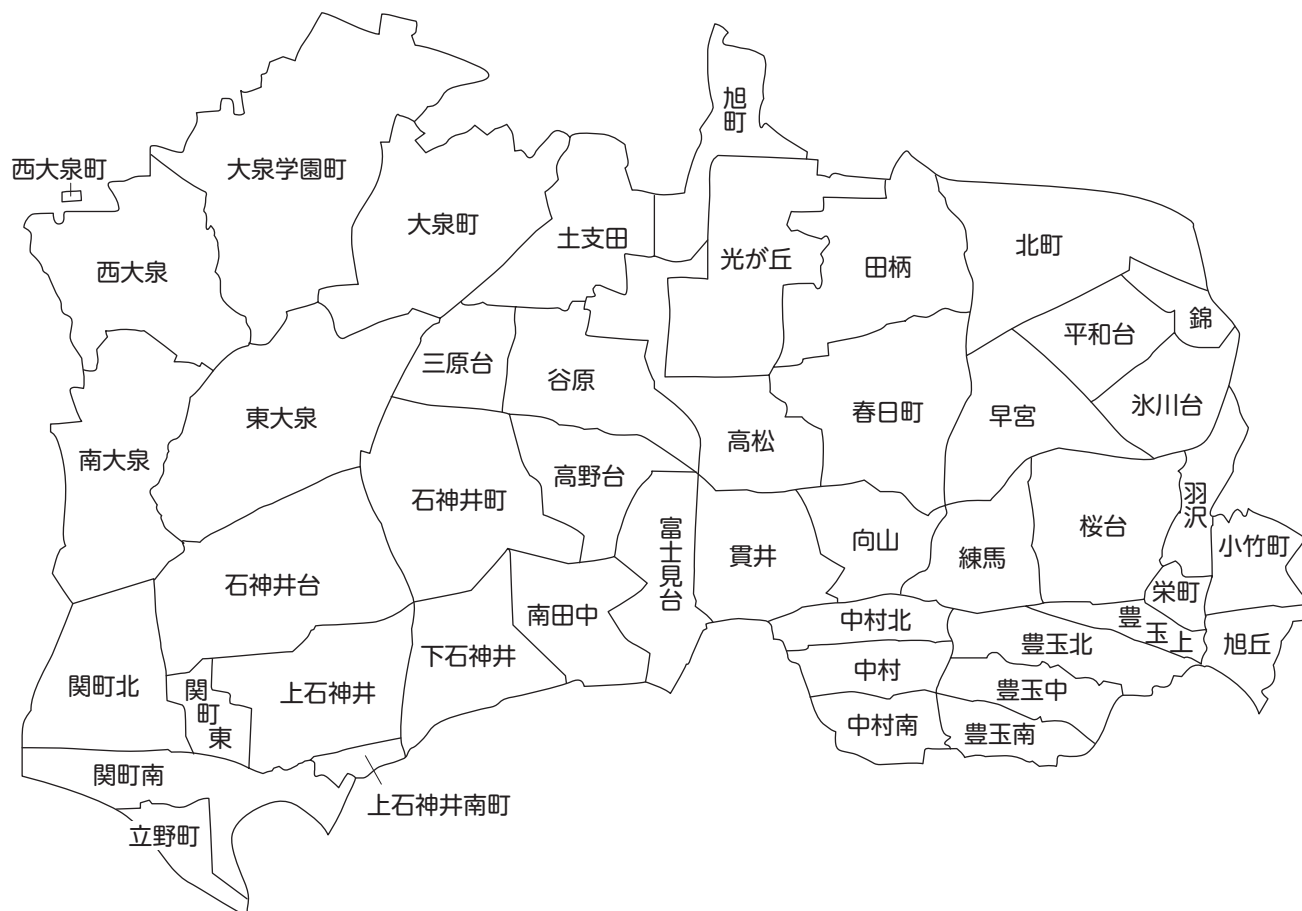 旭町
西大泉町
大泉学園町
大泉町
土支田
光が丘
田柄
北町
西大泉
錦
平和台
三原台
谷原
春日町
早宮
氷川台
東大泉
高松
南大泉
石神井町
高野台
富士見台
貫井
向山
練馬
桜台
羽沢
小竹町
石神井台
南田中
栄町
中村北
豊玉上
豊玉北
旭丘
下石神井
関町北
関町東
上石神井
中村
豊玉中
中村南
豊玉南
関町南
上石神井南町
立野町